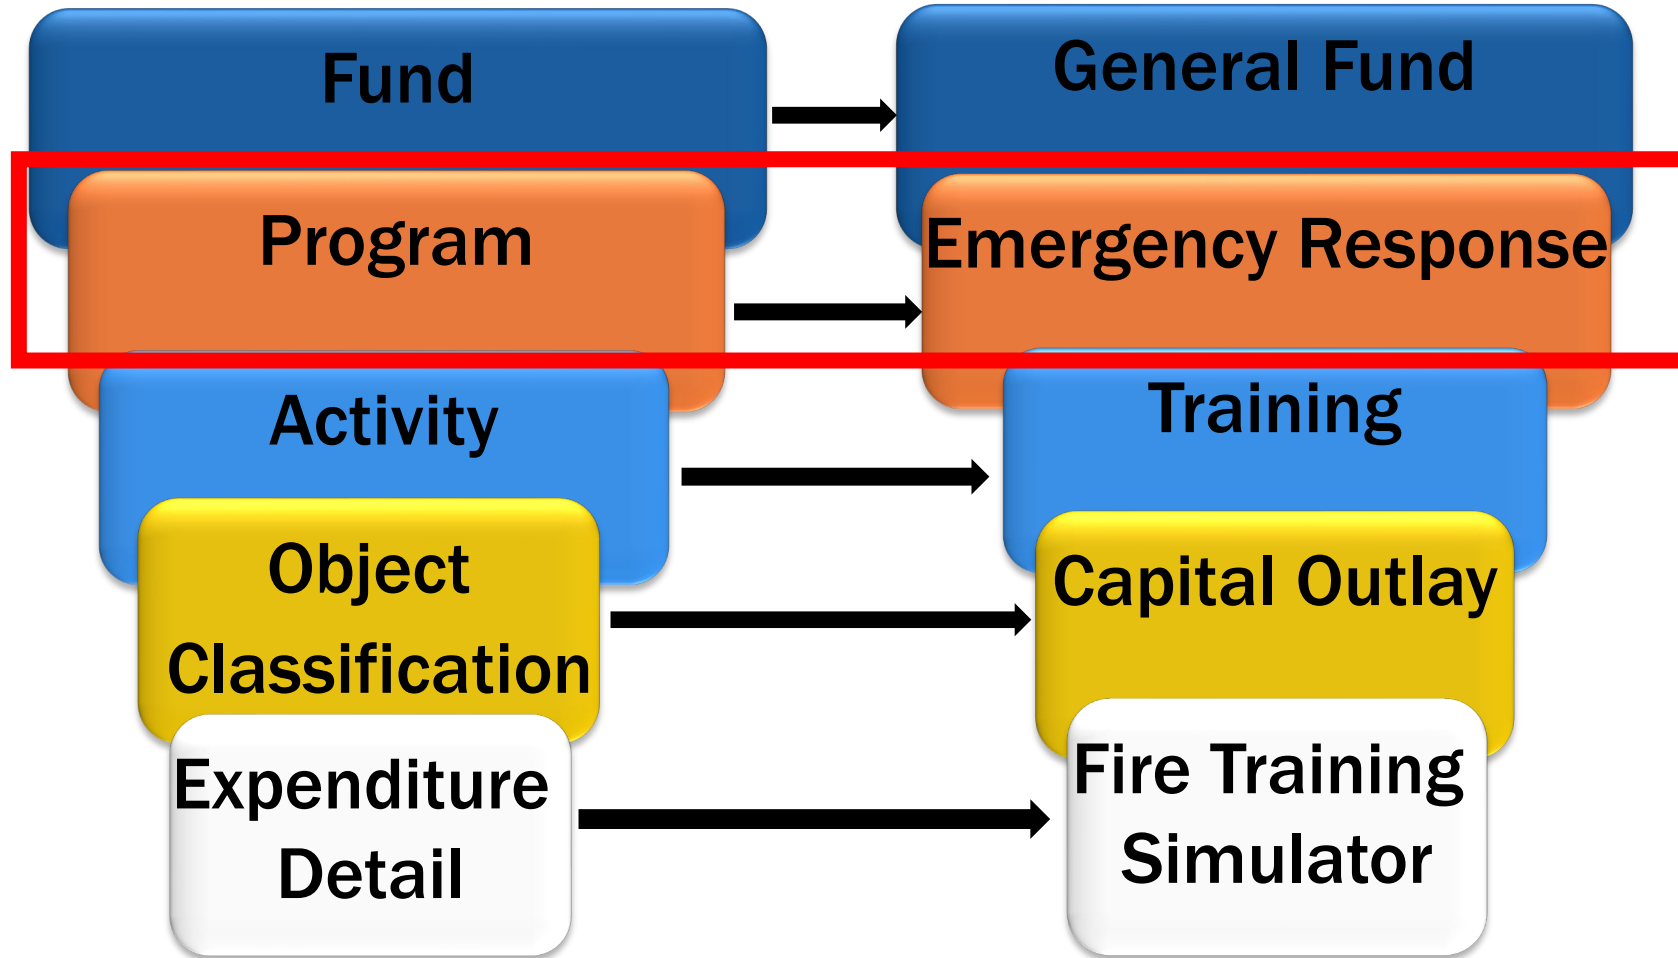 Fund
General Fund
Program
Emergency Response
Activity
Training
Object
Classification
Capital Outlay
Expenditure
Detail
Fire Training
Simulator